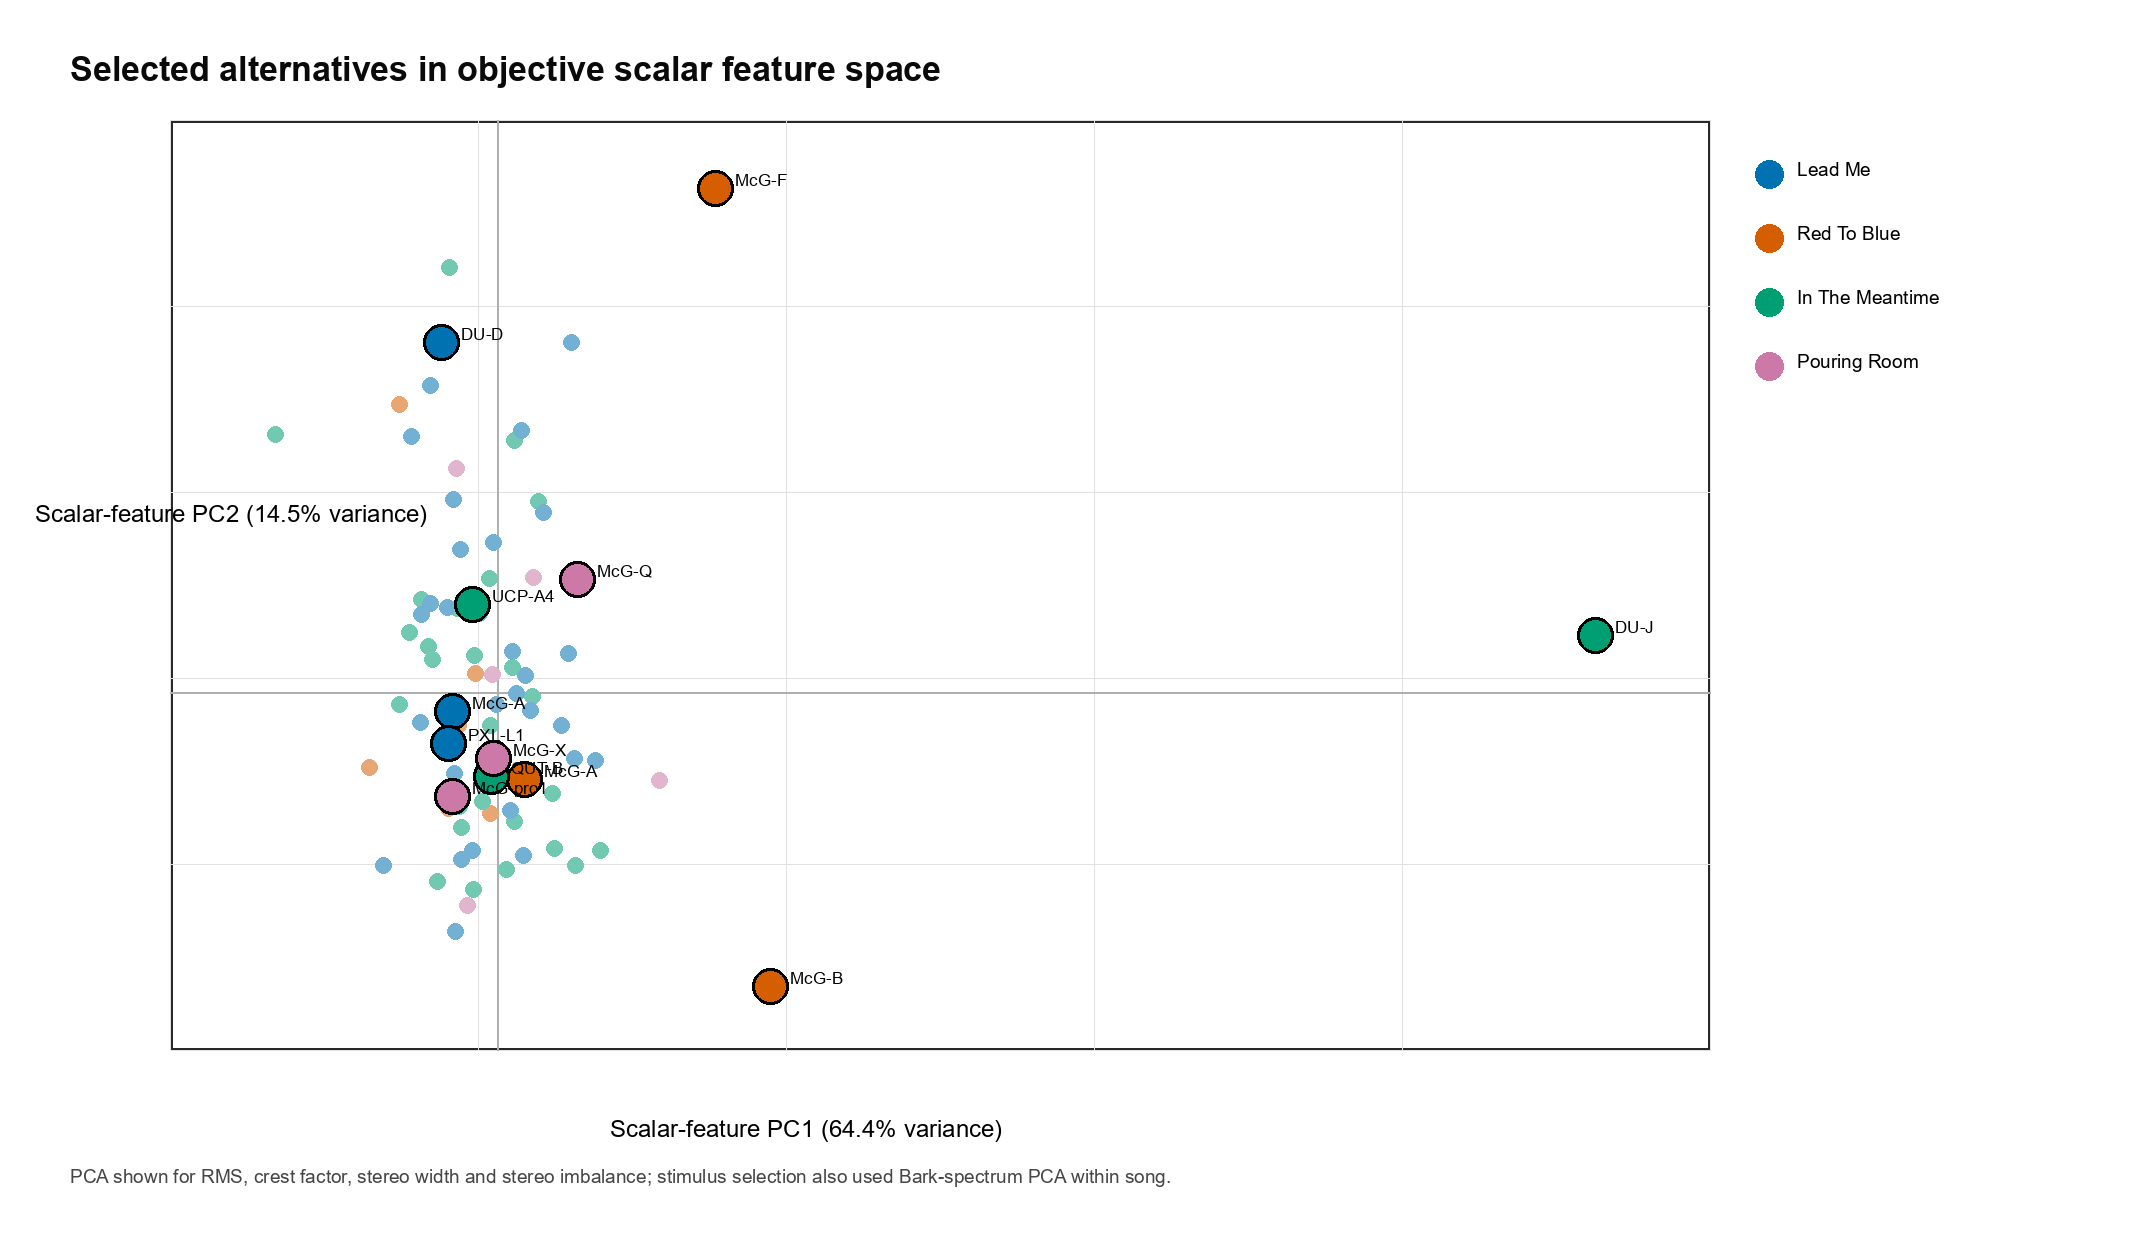 Selected alternatives in objective scalar feature space
McG-F
Lead Me
Red To Blue
In The Meantime
Pouring Room
DU-D
Scalar-feature PC2 (14.5% variance)
McG-Q
UCP-A4
DU-J
McG-A
PXL-L1
McG-X
QUT-B
McG-A
McG-pro1
McG-B
Scalar-feature PC1 (64.4% variance)
PCA shown for RMS, crest factor, stereo width and stereo imbalance; stimulus selection also used Bark-spectrum PCA within song.